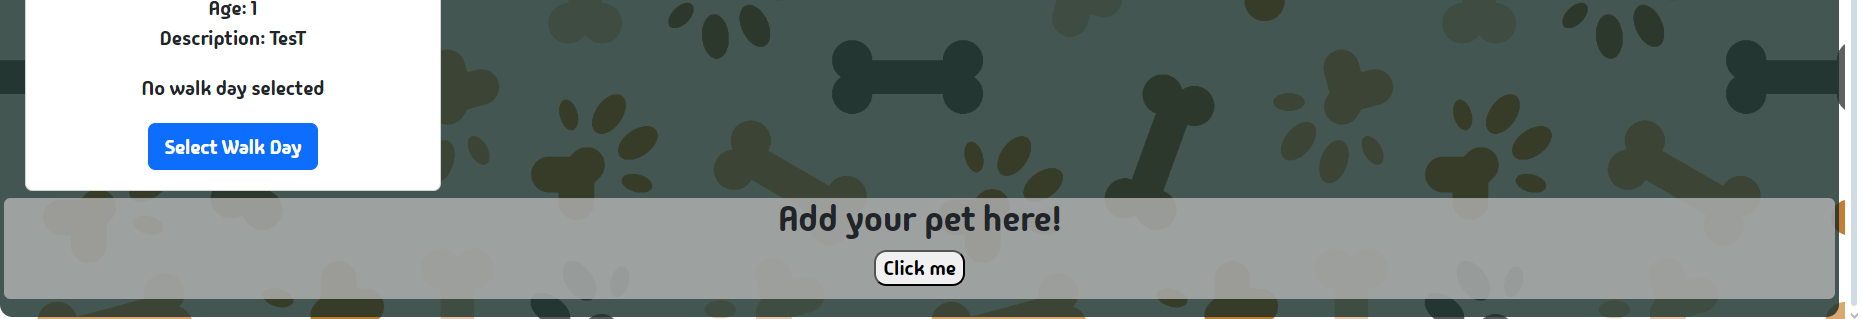 Age: 1
Description: TesT
No walk day selected
Select Walk Day
Add your pet here!
Click me